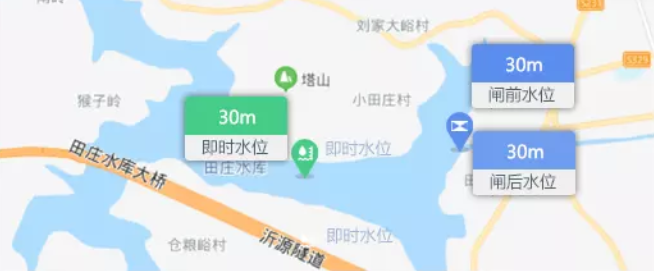 刘家大峪村
S231
S329
30m
闸前水位
塔山
猴子岭
小田庄村
30m
即时水位
即时水位
田庄水库
30m
闸后水位
田庄水库大桥
即时水位
仓粮峪村
沂源隧道